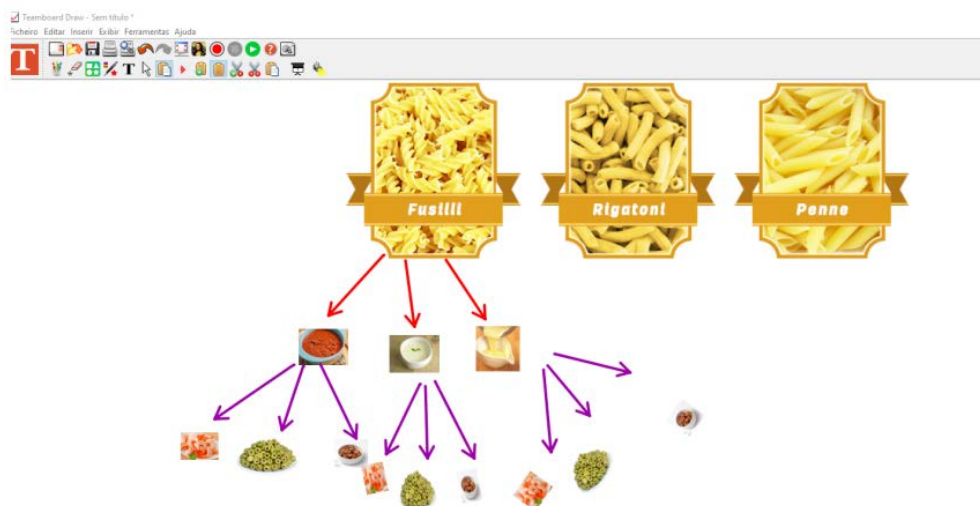 Teamboard Draw - Sem título *
Ficheiro Editar Inserir Exibir Ferramentas Ajuda
T
T
Fusilli Rigatoni Penne